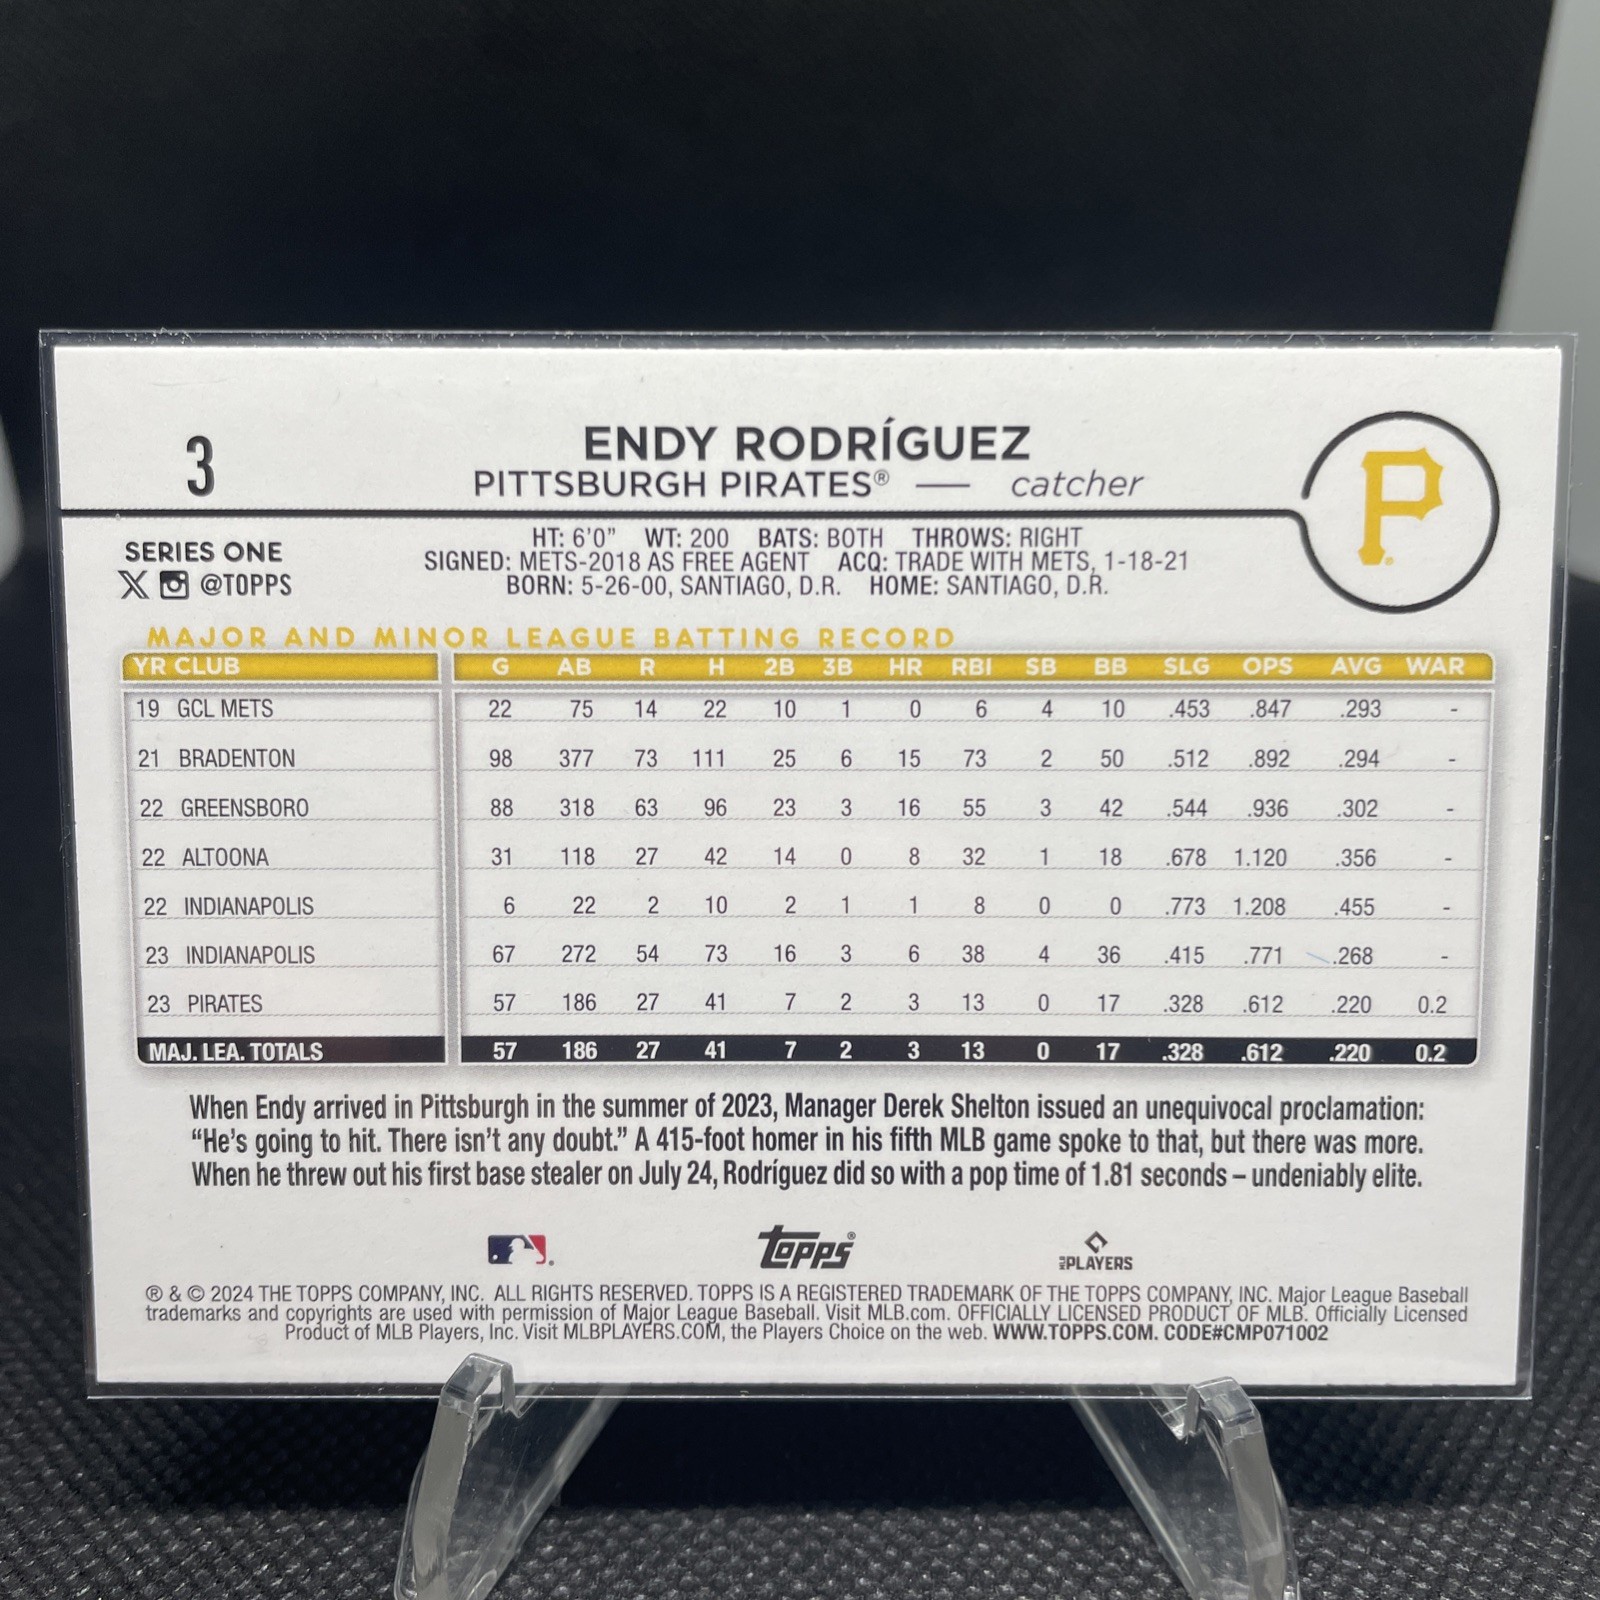 3
ENDY RODRÍGUEZ
PITTSBURGH PIRATES® — catcher
P
SERIES ONE
@TOPPS
HT: 6'0" WT: 200 BATS: BOTH THROWS: RIGHT
SIGNED: METS-2018 AS FREE AGENT ACQ: TRADE WITH METS, 1-18-21
BORN: 5-26-00, SANTIAGO, D.R. HOME: SANTIAGO, D.R.
MAJOR AND MINOR LEAGUE BATTING RECORD
YR CLUB G AB R H 2B 3B HR RBI SB BB SLG OPS AVG WAR
19 GCL METS 22 75 14 22 10 1 0 6 4 10 .453 .847 .293 -
21 BRADENTON 98 377 73 111 25 6 15 73 2 50 .512 .892 .294 -
22 GREENSBORO 88 318 63 96 23 3 16 55 3 42 .544 .936 .302 -
22 ALTOONA 31 118 27 42 14 0 8 32 1 18 .678 1.120 .356 -
22 INDIANAPOLIS 6 22 2 10 2 1 1 8 0 0 .773 1.208 .455 -
23 INDIANAPOLIS 67 272 54 73 16 3 6 38 4 36 .415 .771 .268 -
23 PIRATES 57 186 27 41 7 2 3 13 0 17 .328 .612 .220 0.2
MAJ. LEA. TOTALS 57 186 27 41 7 2 3 13 0 17 .328 .612 .220 0.2
When Endy arrived in Pittsburgh in the summer of 2023, Manager Derek Shelton issued an unequivocal proclamation:
“He's going to hit. There isn't any doubt.” A 415-foot homer in his fifth MLB game spoke to that, but there was more.
When he threw out his first base stealer on July 24, Rodríguez did so with a pop time of 1.81 seconds – undeniably elite.
topps®
MLB PLAYERS
® & © 2024 THE TOPPS COMPANY, INC. ALL RIGHTS RESERVED. TOPPS IS A REGISTERED TRADEMARK OF THE TOPPS COMPANY, INC. Major League Baseball
trademarks and copyrights are used with permission of Major League Baseball. Visit MLB.com. OFFICIALLY LICENSED PRODUCT OF MLB. Officially Licensed
Product of MLB Players, Inc. Visit MLBPLAYERS.COM, the Players Choice on the web. WWW.TOPPS.COM. CODE#CMP071002